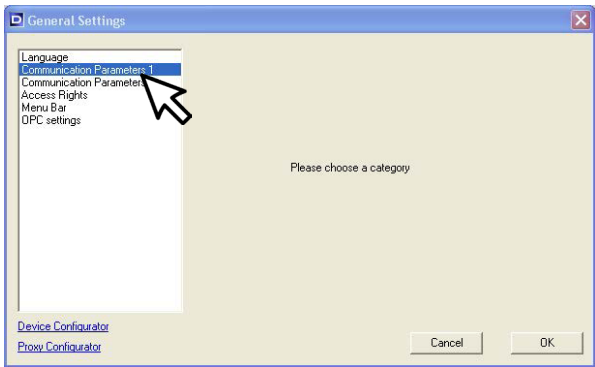 General Settings
Language
Communication Parameters 1
Communication Parameters
Access Rights
Menu Bar
OPC settings
Please choose a category
Device Configurator
Proxy Configurator
Cancel
OK